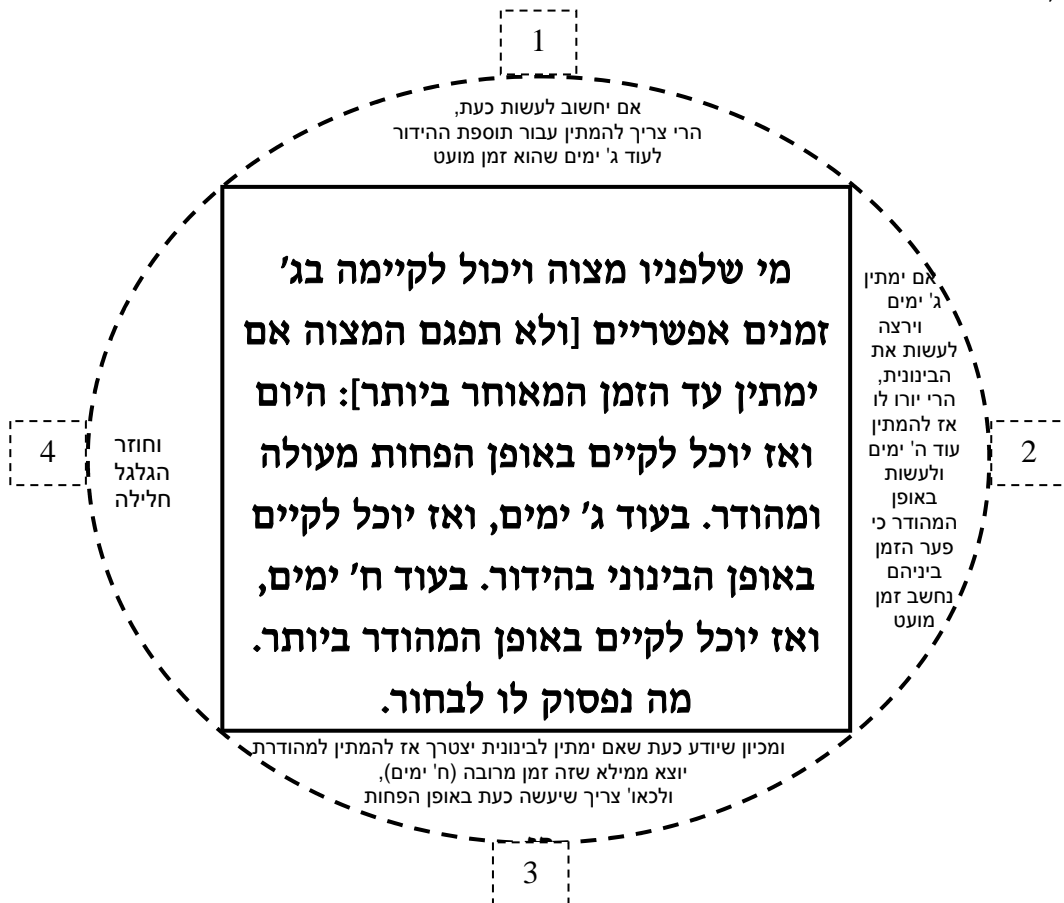 1
אם יחשוב לעשות כעת,
הרי צריך להמתין עבור תוספת ההידור
לעוד ג' ימים שהוא זמן מועט
מי שלפניו מצוה ויכול לקיימה בג'
זמנים אפשריים [ולא תפגם המצוה אם
ימתין עד הזמן המאוחר ביותר]: היום
ואז יוכל לקיים באופן הפחות מעולה
ומהודר. בעוד ג' ימים, ואז יוכל לקיים
באופן הבינוני בהידור. בעוד ח' ימים,
ואז יוכל לקיים באופן המהודר ביותר.
מה נפסוק לו לבחור.
אם ימתין
ג' ימים
וירצה
לעשות את
הבינונית,
הרי יורו לו
אז להמתין
עוד ה' ימים
ולעשות
באופן
המהודר כי
פער הזמן
ביניהם
נחשב זמן
מועט
2
ומכיון שיודע כעת שאם ימתין לבינונית יצטרך אז להמתין למהודרת
יוצא ממילא שזה זמן מרובה (ח' ימים),
ולכאו' צריך שיעשה כעת באופן הפחות
3
וחוזר
הגלגל
חלילה
4